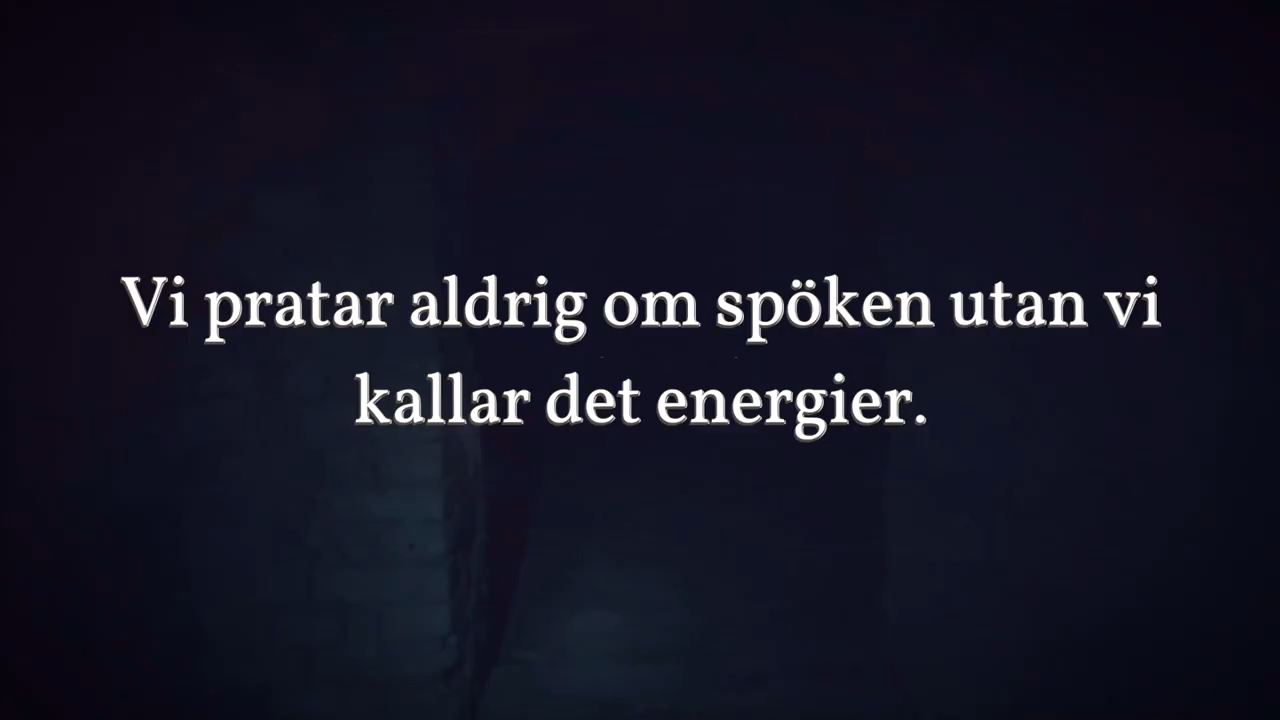 Vi pratar aldrig om spöken utan vi
kallar det energier.